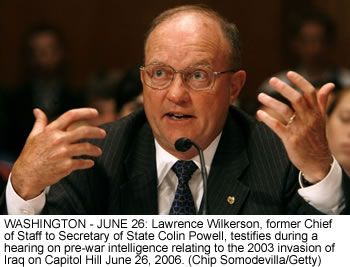 WASHINGTON - JUNE 26: Lawrence Wilkerson, former Chief
of Staff to Secretary of State Colin Powell, testifies during a
hearing on pre-war intelligence relating to the 2003 invasion of
Iraq on Capitol Hill June 26, 2006. (Chip Somodevilla/Getty)